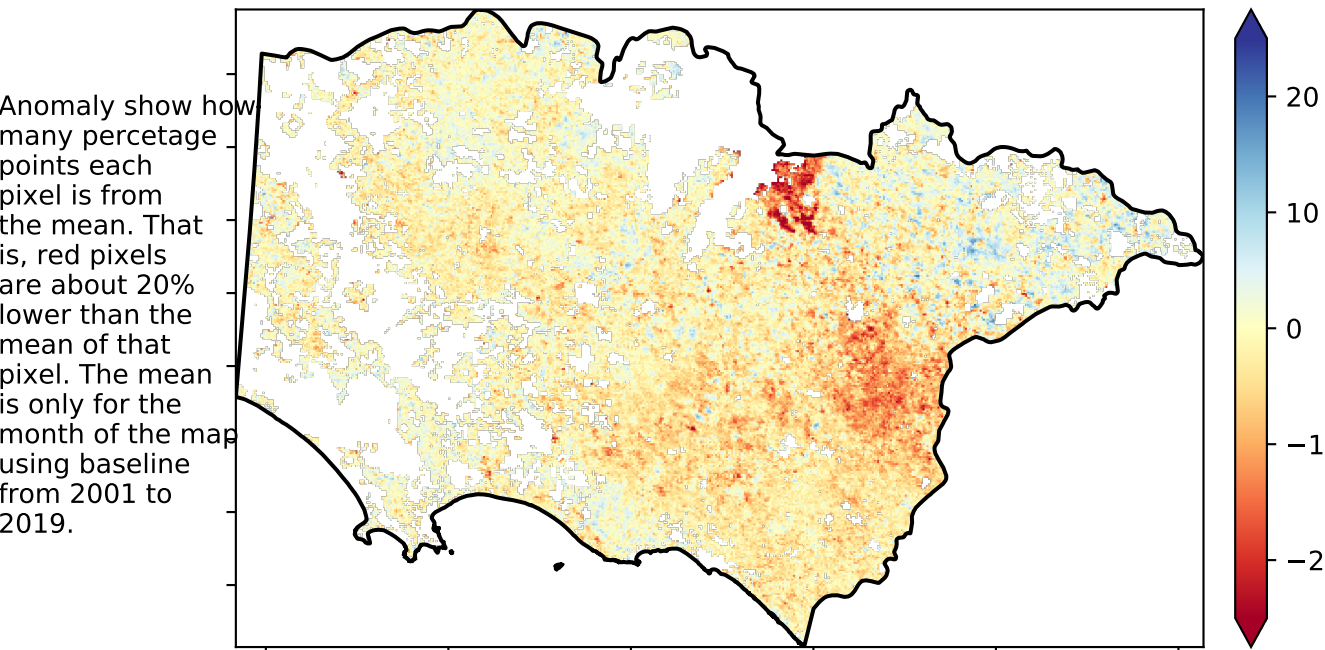 Anomaly show how
many percetage
points each
pixel is from
the mean. That
is, red pixels
are about 20%
lower than the
mean of that
pixel. The mean
is only for the
month of the map
using baseline
from 2001 to
2019.
20
10
0
−1
−2